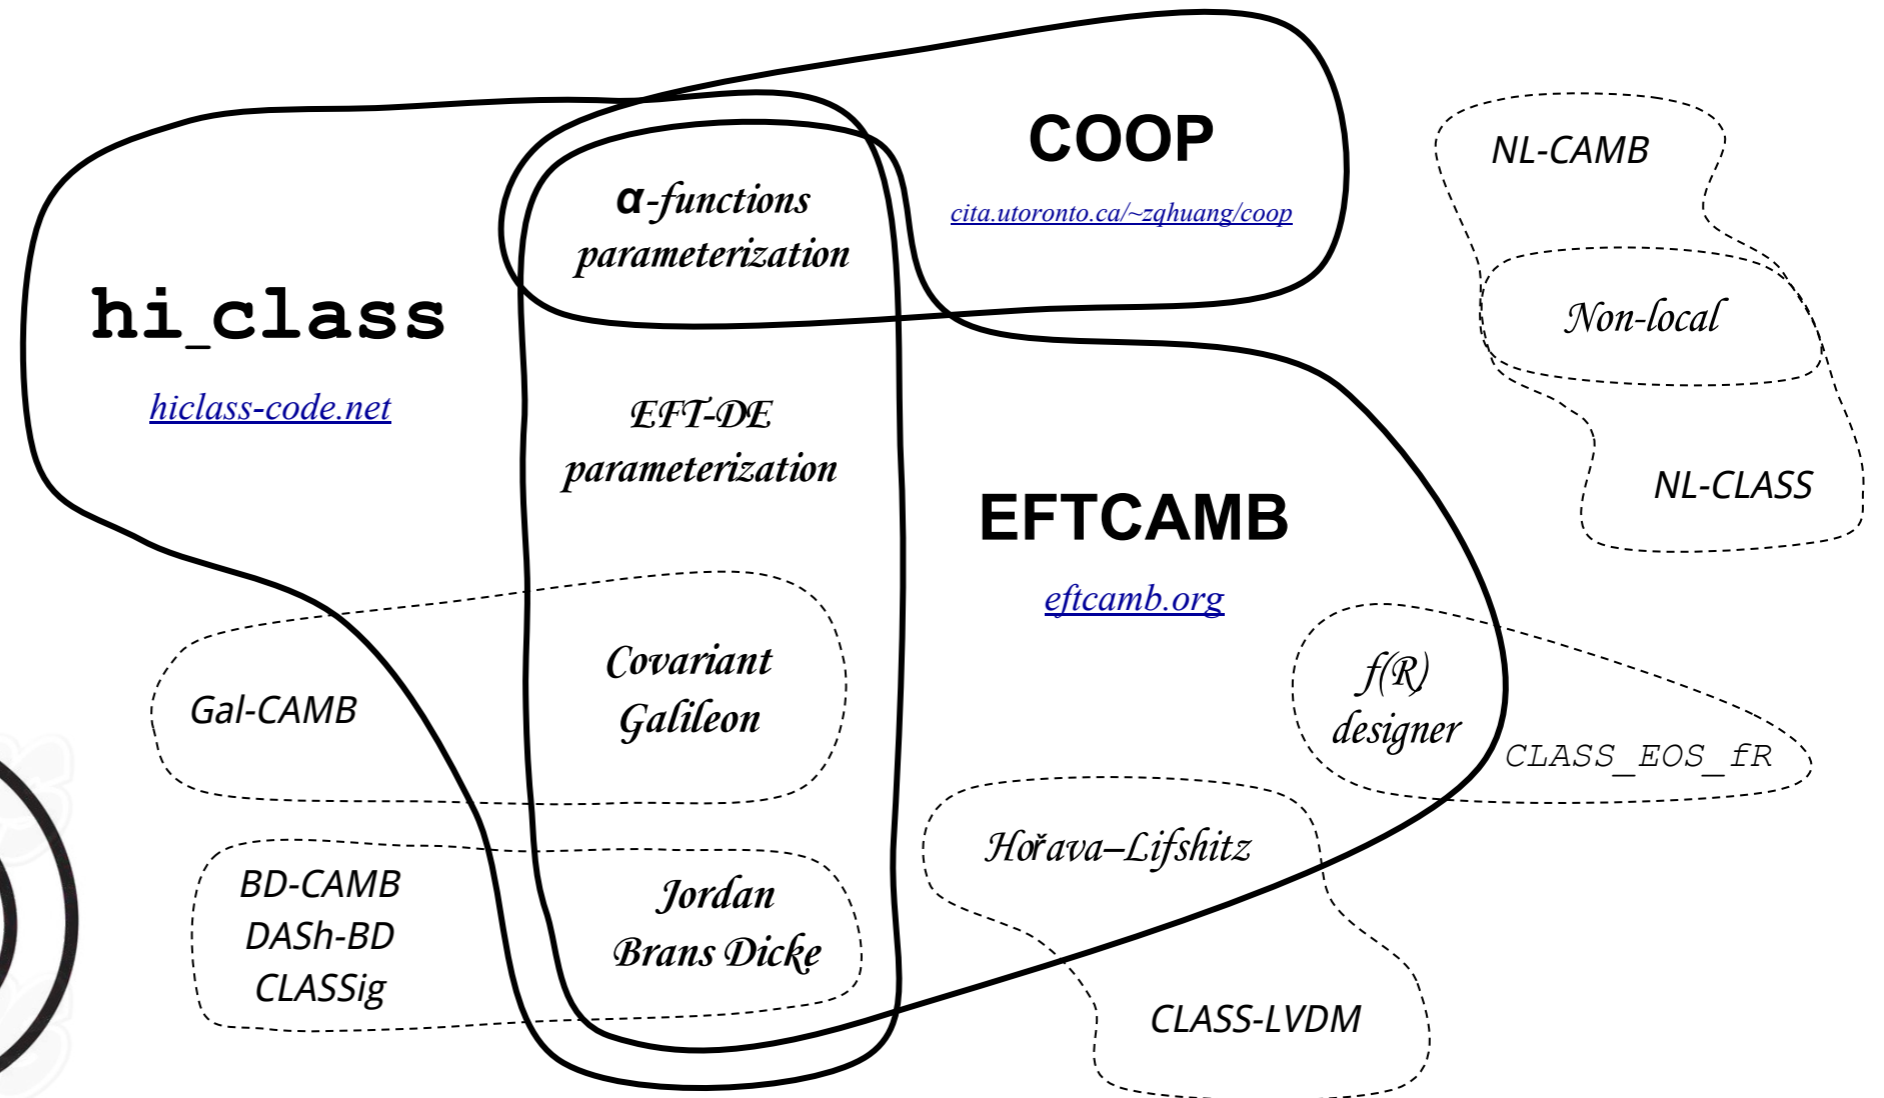 COOP
cita.utoronto.ca/~zqhuang/coop
α-functions
parameterization
hi_class
hiclass-code.net
EFT-DE
parameterization
EFTCAMB
eftcamb.org
NL-CAMB
Non-local
NL-CLASS
Gal-CAMB
Covariant
Galileon
f(R)
designer
CLASS_EOS_fR
BD-CAMB
DASh-BD
CLASSig
Jordan
Brans Dicke
Hořava–Lifshitz
CLASS-LVDM